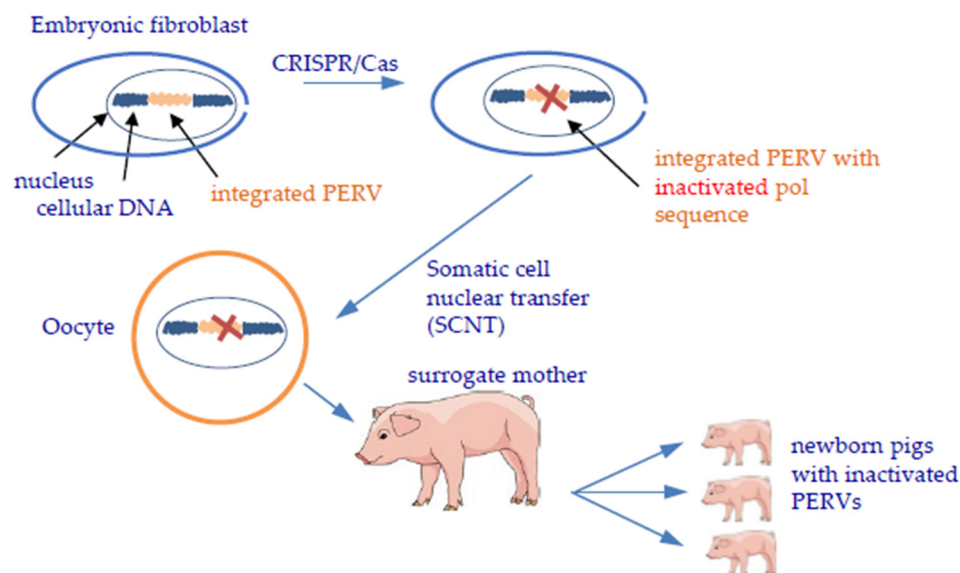 Embryonic fibroblast
CRISPR/Cas
nucleus
cellular DNA
integrated PERV
integrated PERV with
inactivated pol
sequence
Somatic cell
nuclear transfer
(SCNT)
Oocyte
surrogate mother
newborn pigs
with inactivated
PERVs